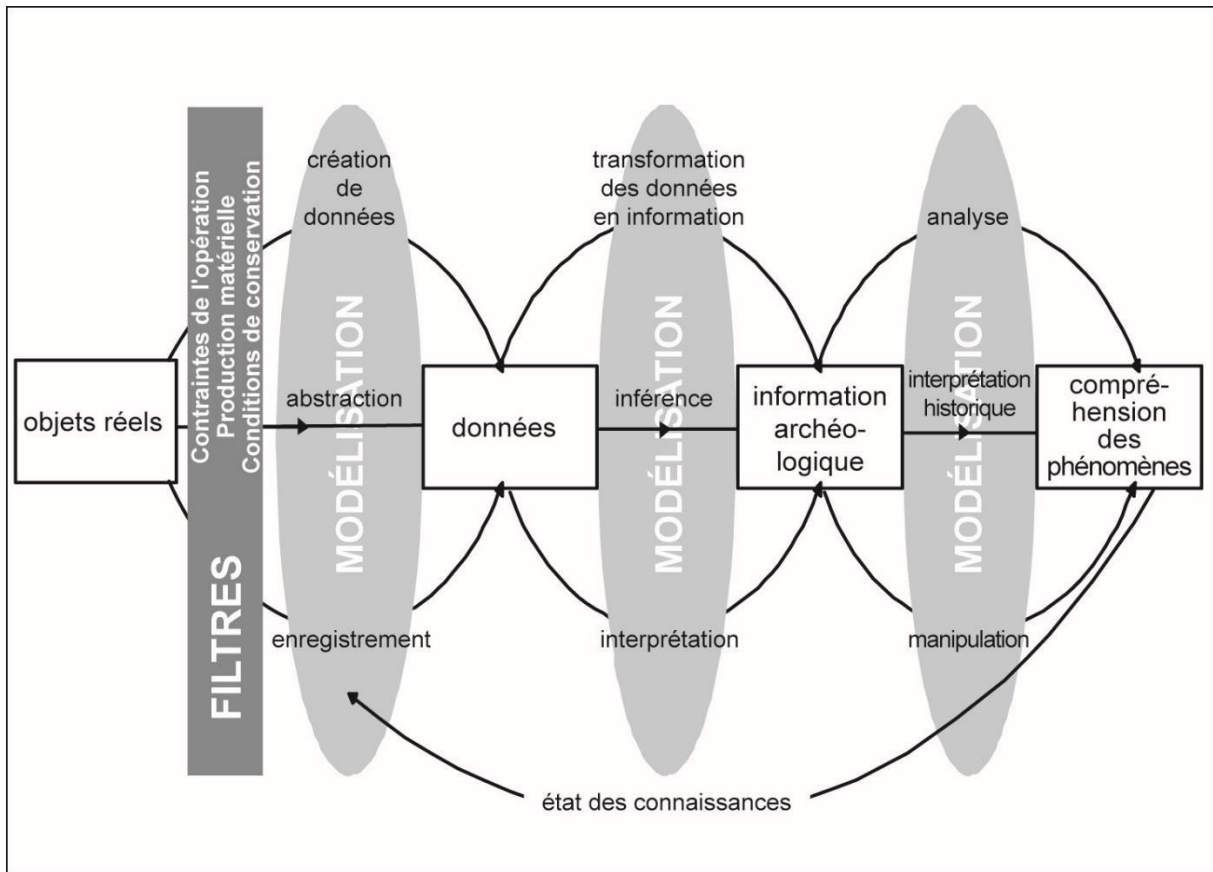 objets réels
Contraintes de l'opération
Production matérielle
Conditions de conservation
FILTRES
création
de
données
abstraction
enregistrement
MODÉLISATION
données
transformation
des données
en information
inférence
interprétation
MODÉLISATION
information
archéo-
logique
analyse
interprétation
historique
manipulation
MODÉLISATION
compré-
hension
des
phénomènes
état des connaissances